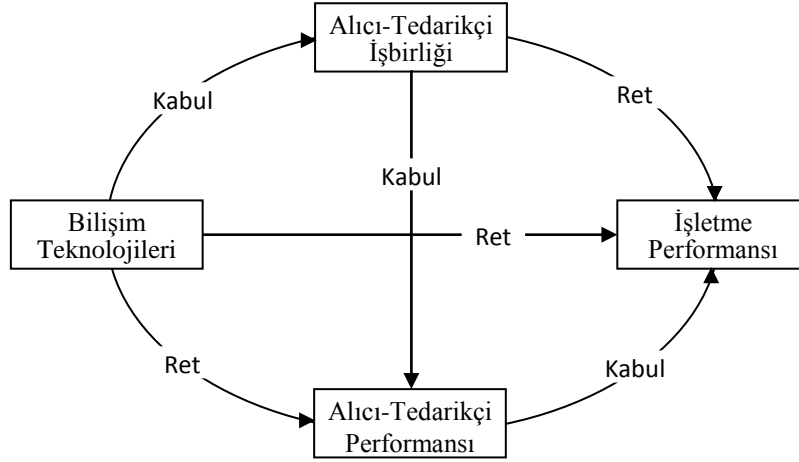 Alıcı-Tedarikçi
İşbirliği
Kabul
Ret
Kabul
Bilişim
Teknolojileri
Ret
İşletme
Performansı
Ret
Kabul
Alıcı-Tedarikçi
Performansı